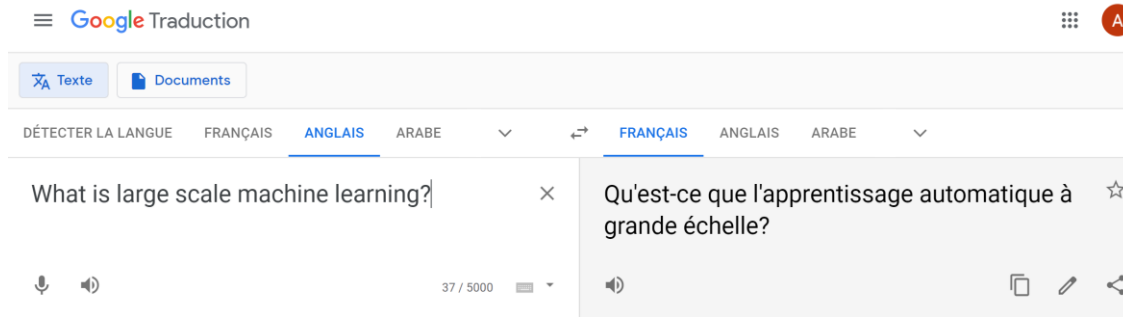 Google Traduction
A
Texte
Documents
DÉTECTER LA LANGUE FRANÇAIS ANGLAIS ARABE
FRANÇAIS ANGLAIS ARABE
What is large scale machine learning?
Qu'est-ce que l'apprentissage automatique à
grande échelle?
37 / 5000